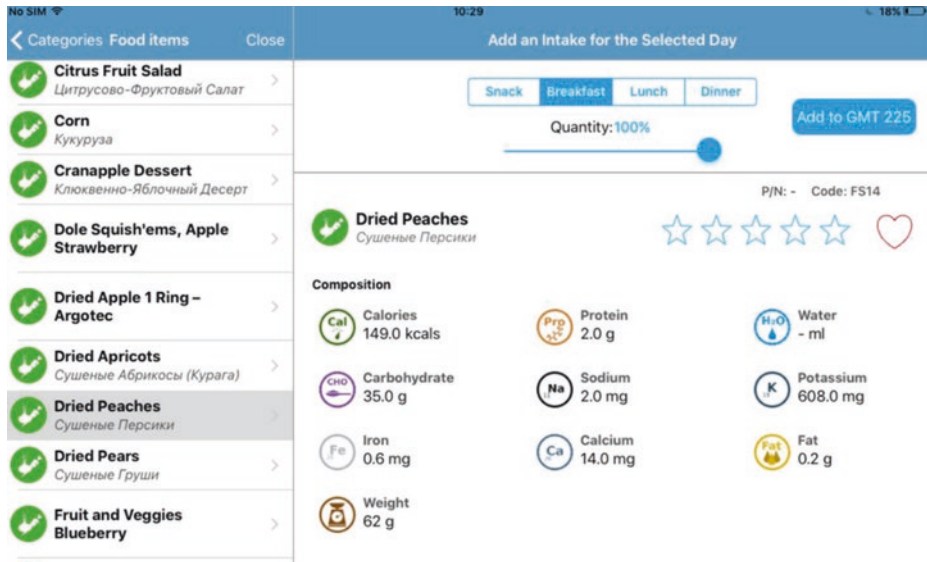 No SIM
10:29
18%
Categories
Food items
Close
Add an Intake for the Selected Day
Citrus Fruit Salad
Цитрусово-Фруктовый Салат
Corn
Кукуруза
Cranapple Dessert
Клюквенно-Яблочный Десерт
Dole Squish'ems, Apple
Strawberry
Dried Apple 1 Ring –
Argotec
Dried Apricots
Сушеные Абрикосы (Курага)
Dried Peaches
Сушеные Персики
Dried Pears
Сушеные Груши
Fruit and Veggies
Blueberry
Snack
Breakfast
Lunch
Dinner
Quantity:100%
Add to GMT 225
P/N: - Code: FS14
Dried Peaches
Сушеные Персики
Composition
Cal
Calories
149.0 kcals
Pro
Protein
2.0 g
H₂O
Water
- ml
CHO
Carbohydrate
35.0 g
Na
Sodium
2.0 mg
K
Potassium
608.0 mg
Fe
Iron
0.6 mg
Ca
Calcium
14.0 mg
Fat
Fat
0.2 g
Weight
62 g